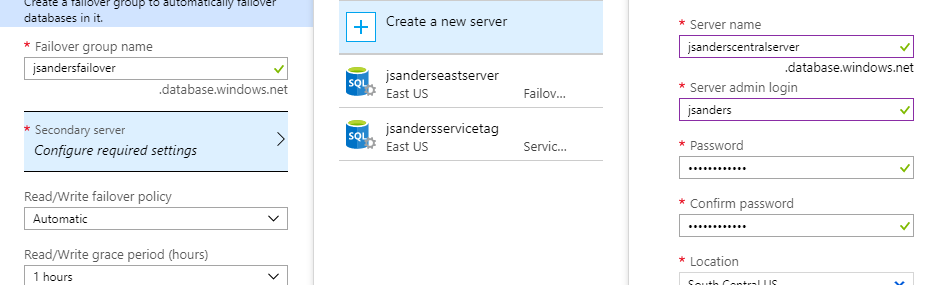 Create a failover group to automatically failover
databases in it.
* Failover group name
jsandersfailover
.database.windows.net
* Secondary server
Configure required settings
Read/Write failover policy
Automatic
Read/Write grace period (hours)
1 hours
Create a new server
SQL
jsanderseastserver
East US
Failov...
SQL
jsandersservicetag
East US
Servic...
* Server name
jsanderscentralserver
.database.windows.net
* Server admin login
jsanders
* Password
••••••••••••
* Confirm password
••••••••••••
* Location
South Central US